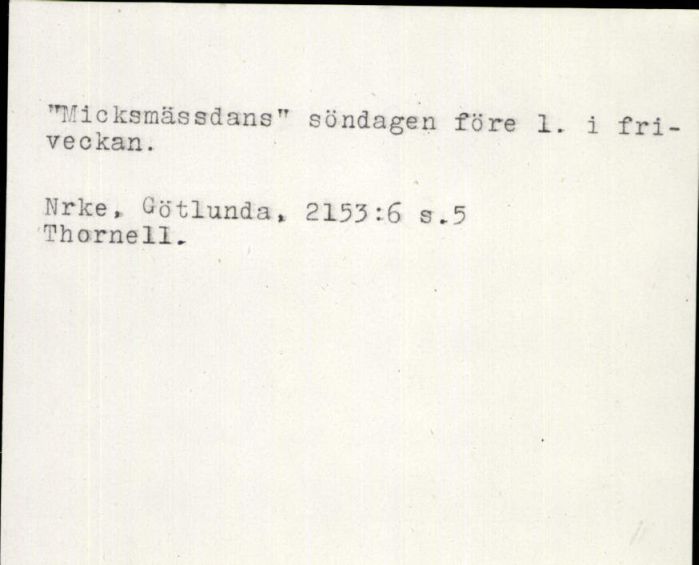 "Micksmässdans" söndagen före 1. i fri-
veckan.
Nrke, Götlunda, 2153:6 s.5
Thornell.